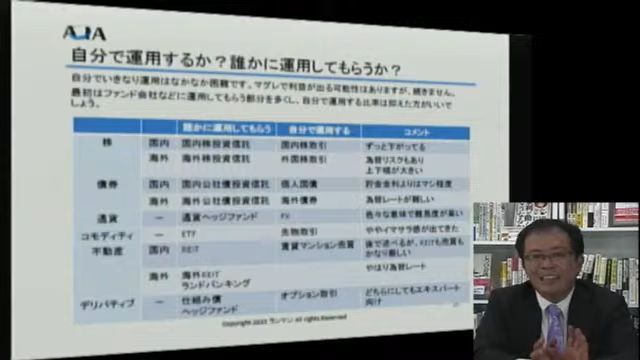 自分で運用するか？誰かに運用してもらうか？
自分でいきなり運用はなかなか困難です。マグレで利益が出る可能性はありますが、続きません。
最初はファンド会社などに運用してもらう部分を多くし、自分で運用する比率は抑えた方がいいで
しょう。
誰かに運用してもらう 自分で運用する コメント
株 国内 国内株投資信託 国内株取引 ずっと下がってる
海外 海外株投資信託 外国株取引 為替リスクもあり
上下幅が大きい
債券 国内 国内公社債投資信託 個人国債 貯金金利よりはマシ程度
海外 国内公社債投資信託 海外債券 為替レートが難しい
通貨 － 通貨ヘッジファンド FX 色々な意味で難易度が高い
コモディティ － ETF 先物取引 ややイマサラ感が出てきた
不動産 国内 REIT 賃貸マンション売買 後で述べるが、REITも売買も
かなり厳しい
海外 海外REIT
ランドバンキング やはり為替レート
デリバティブ － 仕組み債
ヘッジファンド オプション取引 どちらにしてもエキスパート
向け
All rights Reserved